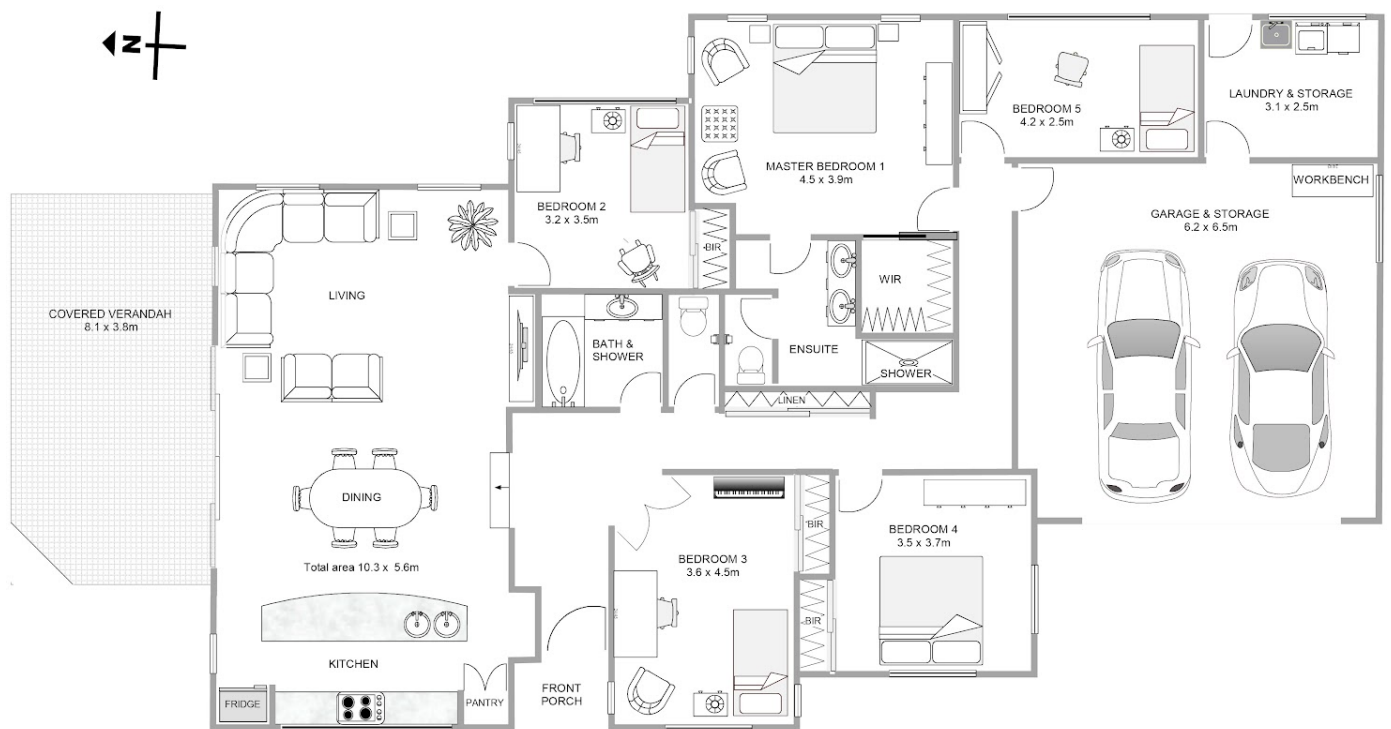 N
LAUNDRY & STORAGE
3.1 x 2.5m
BEDROOM 5
4.2 x 2.5m
MASTER BEDROOM 1
4.5 x 3.9m
WORKBENCH
BEDROOM 2
3.2 x 3.5m
GARAGE & STORAGE
6.2 x 6.5m
BIR
WIR
LIVING
COVERED VERANDAH
8.1 x 3.8m
BATH &
SHOWER
ENSUITE
SHOWER
LINEN
DINING
Total area 10.3 x 5.6m
BIR
BEDROOM 4
3.5 x 3.7m
BEDROOM 3
3.6 x 4.5m
BIR
KITCHEN
FRIDGE
PANTRY
FRONT
PORCH